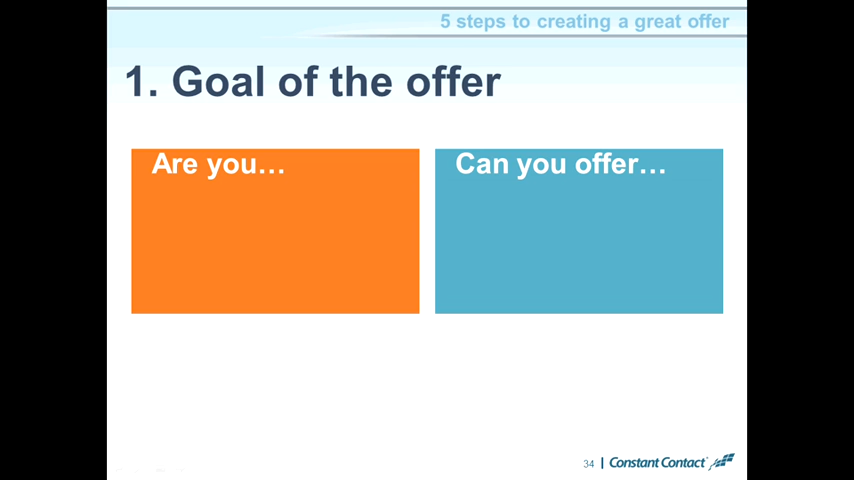 5 steps to creating a great offer
1. Goal of the offer
Are you…
Can you offer…
34 | Constant Contact